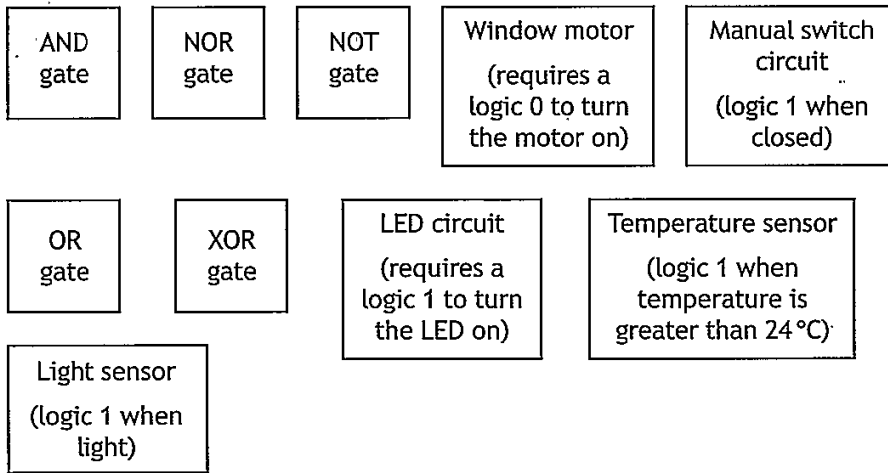 AND
gate
NOR
gate
NOT
gate
Window motor
(requires a
logic 0 to turn
the motor on)
Manual switch
circuit
(logic 1 when
closed)
OR
gate
XOR
gate
LED circuit
(requires a
logic 1 to turn
the LED on)
Temperature sensor
(logic 1 when
temperature is
greater than 24 °C)
Light sensor
(logic 1 when
light)